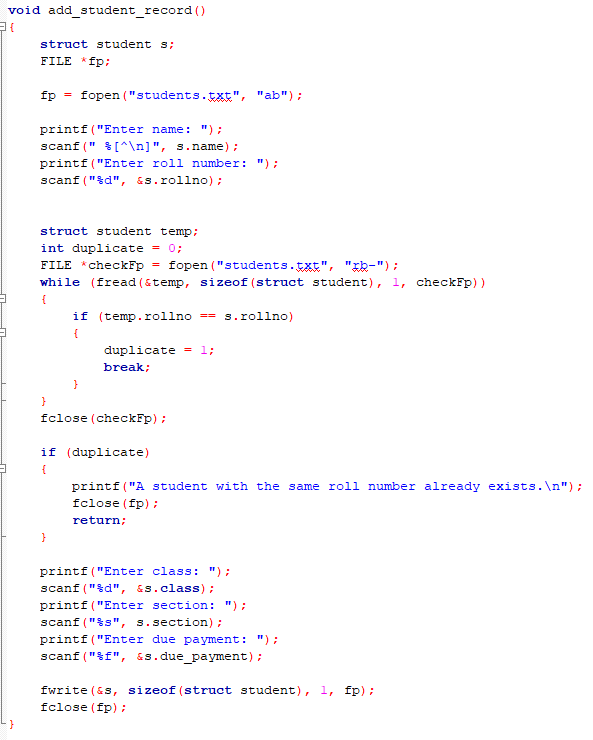 void add_student_record()
{
    struct student s;
    FILE *fp;

    fp = fopen("students.txt", "ab");

    printf("Enter name: ");
    scanf(" %[^\n]", s.name);
    printf("Enter roll number: ");
    scanf("%d", &s.rollno);


    struct student temp;
    int duplicate = 0;
    FILE *checkFp = fopen("students.txt", "rb-");
    while (fread(&temp, sizeof(struct student), 1, checkFp))
    {
        if (temp.rollno == s.rollno)
        {
            duplicate = 1;
            break;
        }
    }
    fclose(checkFp);

    if (duplicate)
    {
        printf("A student with the same roll number already exists.\n");
        fclose(fp);
        return;
    }

    printf("Enter class: ");
    scanf("%d", &s.class);
    printf("Enter section: ");
    scanf("%s", s.section);
    printf("Enter due payment: ");
    scanf("%f", &s.due_payment);

    fwrite(&s, sizeof(struct student), 1, fp);
    fclose(fp);
}